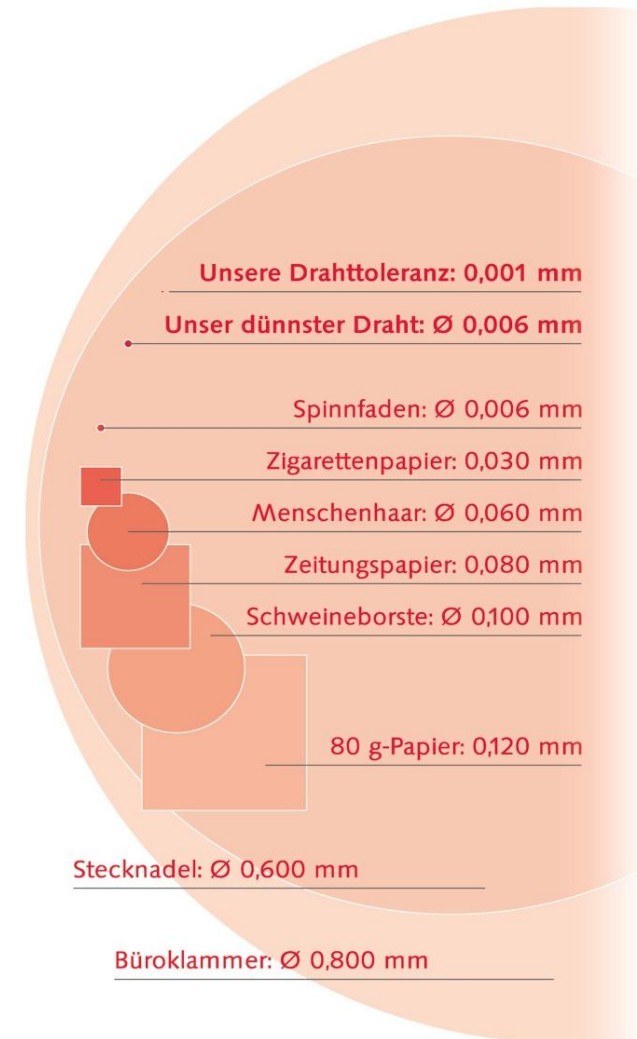 Unsere Drahttoleranz: 0,001 mm
Unser dünnster Draht: Ø 0,006 mm
Spinnfaden: Ø 0,006 mm
Zigarettenpapier: 0,030 mm
Menschenhaar: Ø 0,060 mm
Zeitungspapier: 0,080 mm
Schweineborste: Ø 0,100 mm
80 g-Papier: 0,120 mm
Stecknadel: Ø 0,600 mm
Büroklammer: Ø 0,800 mm